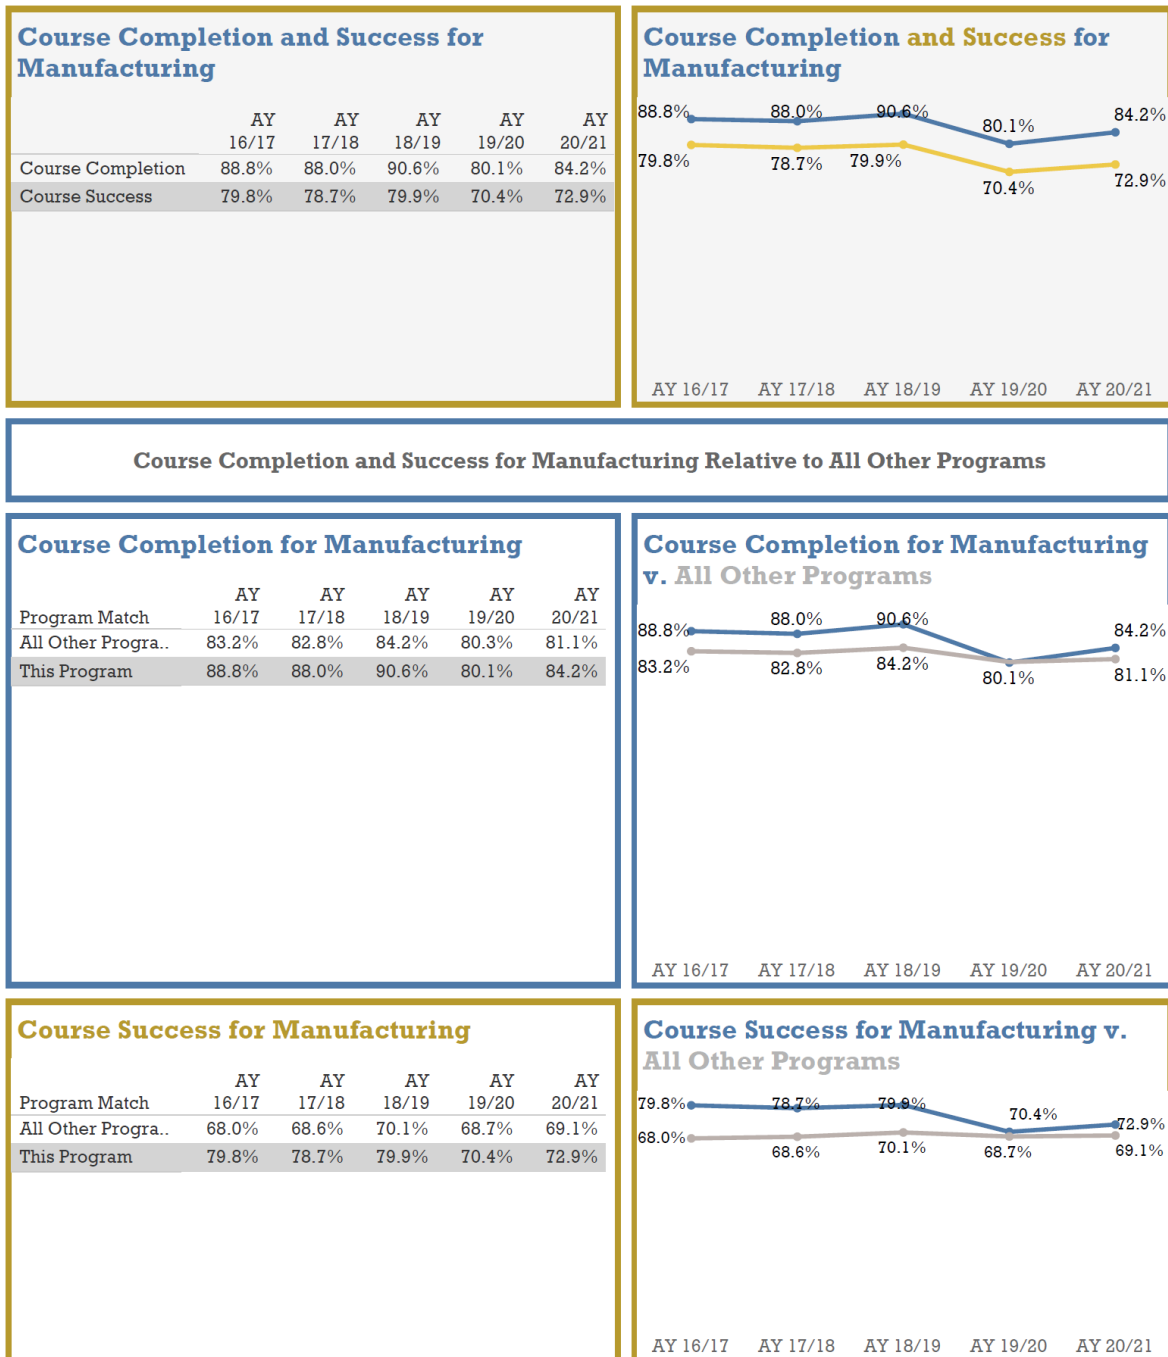 Course Completion and Success for
Manufacturing
AY AY AY AY AY
16/17 17/18 18/19 19/20 20/21
Course Completion 88.8% 88.0% 90.6% 80.1% 84.2%
Course Success 79.8% 78.7% 79.9% 70.4% 72.9%
Course Completion and Success for
Manufacturing
88.8% 88.0% 90.6% 80.1% 84.2%
79.8% 78.7% 79.9% 70.4% 72.9%
AY 16/17 AY 17/18 AY 18/19 AY 19/20 AY 20/21
Course Completion and Success for Manufacturing Relative to All Other Programs
Course Completion for Manufacturing
AY AY AY AY AY
Program Match 16/17 17/18 18/19 19/20 20/21
All Other Progra.. 83.2% 82.8% 84.2% 80.3% 81.1%
This Program 88.8% 88.0% 90.6% 80.1% 84.2%
Course Completion for Manufacturing
v. All Other Programs
88.8% 88.0% 90.6% 84.2%
83.2% 82.8% 84.2% 80.1% 81.1%
AY 16/17 AY 17/18 AY 18/19 AY 19/20 AY 20/21
Course Success for Manufacturing
AY AY AY AY AY
Program Match 16/17 17/18 18/19 19/20 20/21
All Other Progra.. 68.0% 68.6% 70.1% 68.7% 69.1%
This Program 79.8% 78.7% 79.9% 70.4% 72.9%
Course Success for Manufacturing v.
All Other Programs
79.8% 78.7% 79.9% 70.4% 72.9%
68.0% 68.6% 70.1% 68.7% 69.1%
AY 16/17 AY 17/18 AY 18/19 AY 19/20 AY 20/21